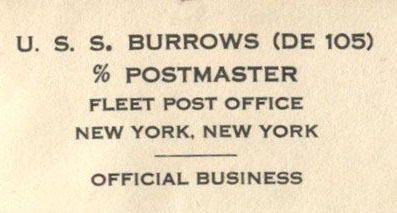 U. S. S. BURROWS (DE 105)
℅ POSTMASTER
FLEET POST OFFICE
NEW YORK, NEW YORK
OFFICIAL BUSINESS